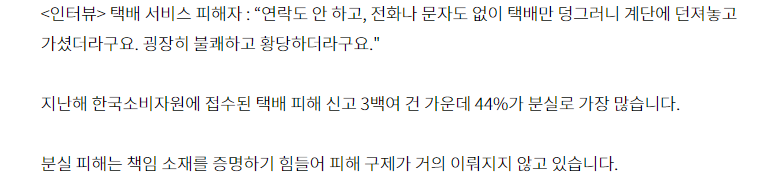 <인터뷰> 택배 서비스 피해자 : “연락도 안 하고, 전화나 문자도 없이 택배만 덩그러니 계단에 던져놓고
가셨더라구요. 굉장히 불쾌하고 황당하더라구요."
지난해 한국소비자원에 접수된 택배 피해 신고 3백여 건 가운데 44%가 분실로 가장 많습니다.
분실 피해는 책임 소재를 증명하기 힘들어 피해 구제가 거의 이뤄지지 않고 있습니다.